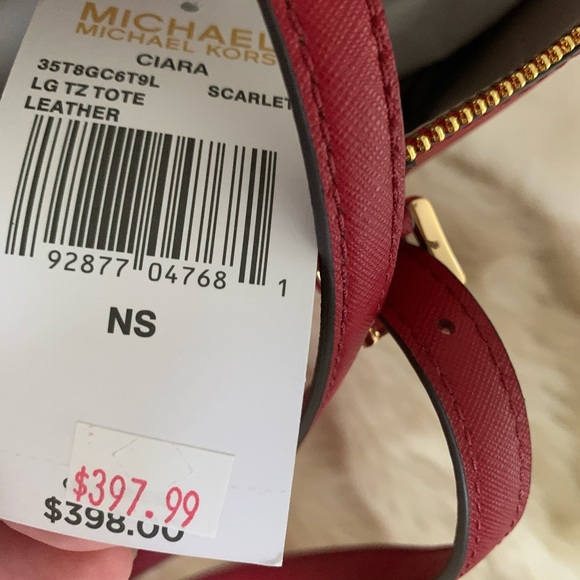 MICHAEL
MICHAEL KORS
CIARA
35T8GC6T9L
LG TZ TOTE SCARLET
LEATHER
92877 04768 1
NS
$397.99
$398.00